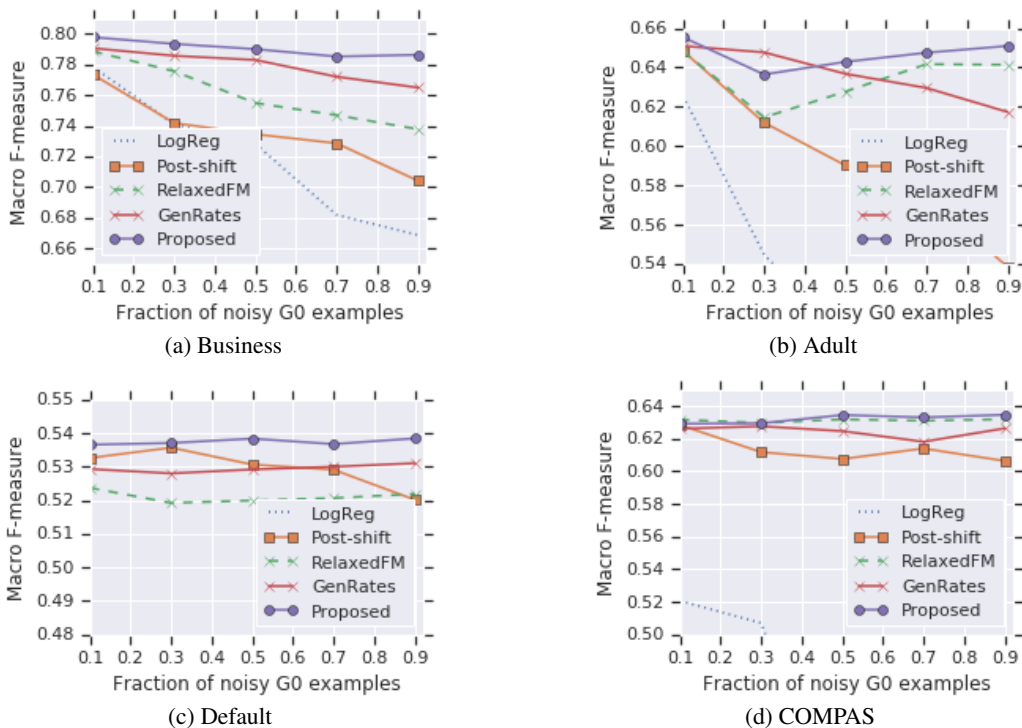 0.80
0.78
0.76
0.74
0.72
0.70
0.68
0.66
Macro F-measure
LogReg
Post-shift
RelaxedFM
GenRates
Proposed
0.1 0.2 0.3 0.4 0.5 0.6 0.7 0.8 0.9
Fraction of noisy G0 examples
(a) Business
0.66
0.64
0.62
0.60
0.58
0.56
0.54
Macro F-measure
LogReg
Post-shift
RelaxedFM
GenRates
Proposed
0.1 0.2 0.3 0.4 0.5 0.6 0.7 0.8 0.9
Fraction of noisy G0 examples
(b) Adult
0.55
0.54
0.53
0.52
0.51
0.50
0.49
0.48
Macro F-measure
LogReg
Post-shift
RelaxedFM
GenRates
Proposed
0.1 0.2 0.3 0.4 0.5 0.6 0.7 0.8 0.9
Fraction of noisy G0 examples
(c) Default
0.64
0.62
0.60
0.58
0.56
0.54
0.52
0.50
Macro F-measure
LogReg
Post-shift
RelaxedFM
GenRates
Proposed
0.1 0.2 0.3 0.4 0.5 0.6 0.7 0.8 0.9
Fraction of noisy G0 examples
(d) COMPAS